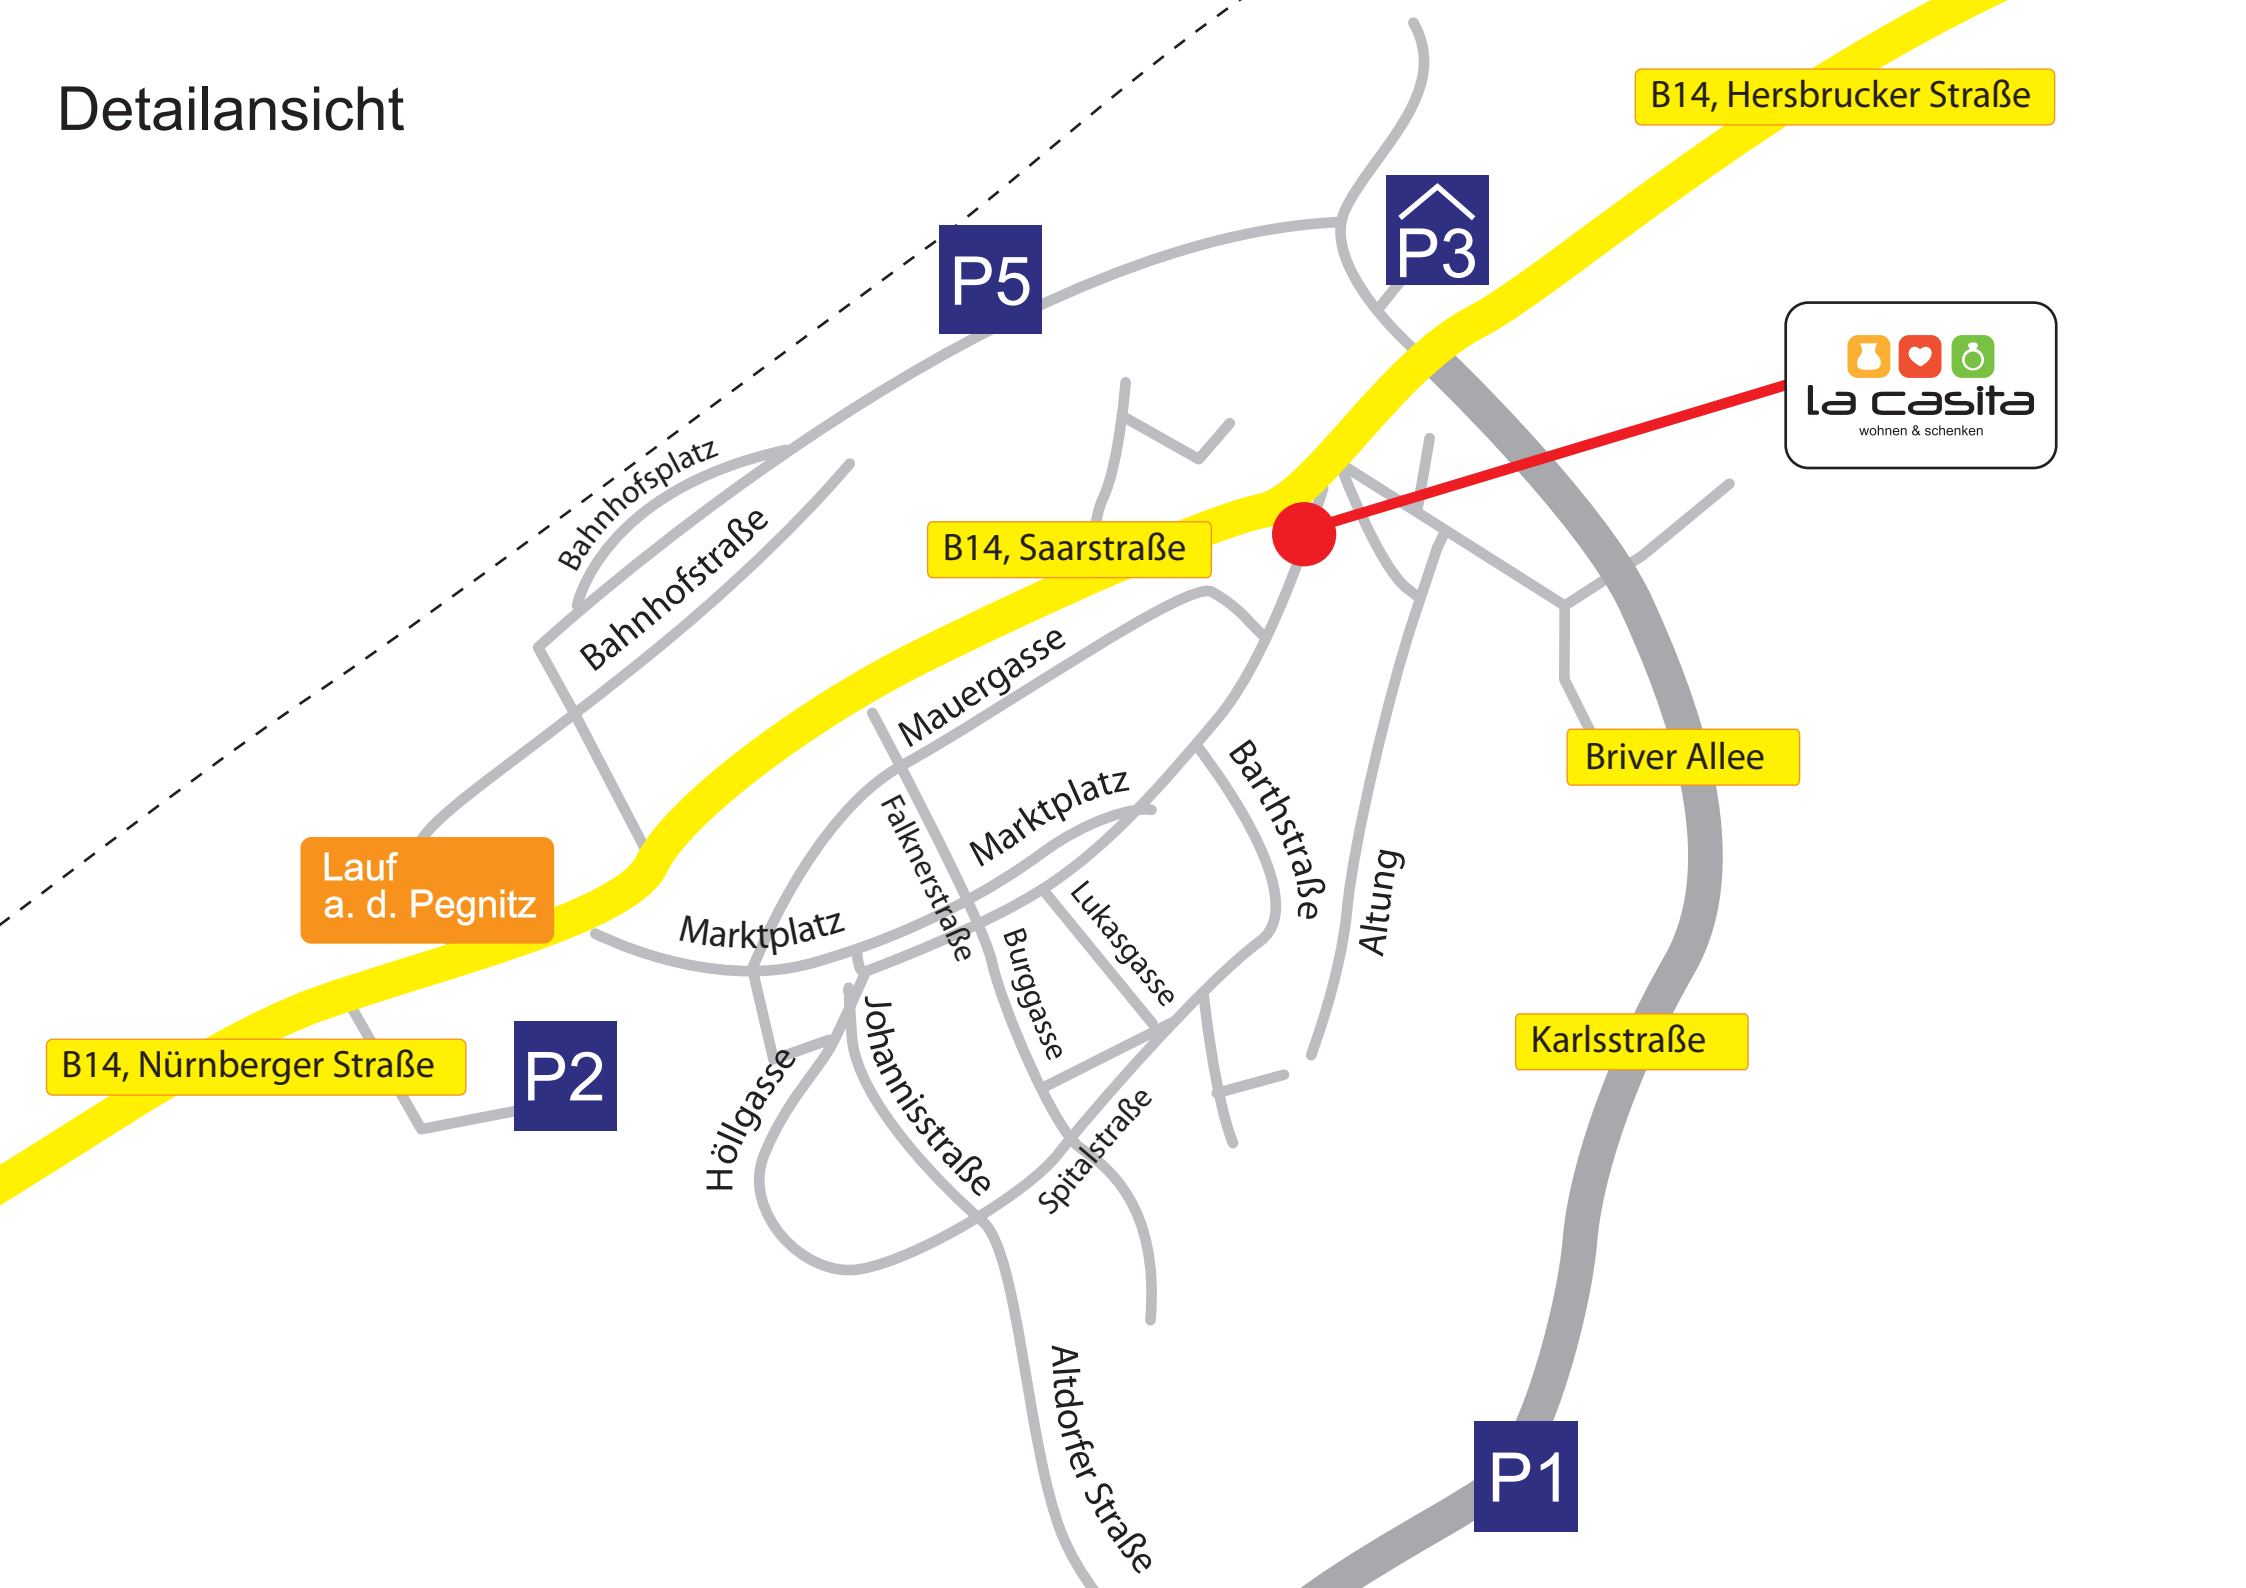 Detailansicht
B14, Hersbrucker Straße
P3
P5
la casita
wohnen & schenken
Bahnhofsplatz
Bahnhofstraße
B14, Saarstraße
Mauergasse
Briver Allee
Barthstraße
Marktplatz
Falknerstraße
Lauf
a. d. Pegnitz
Altung
Lukasgasse
Marktplatz
Burggasse
Karlsstraße
B14, Nürnberger Straße
P2
Johannisstraße
Höllgasse
Spitalstraße
Altdorfer Straße
P1